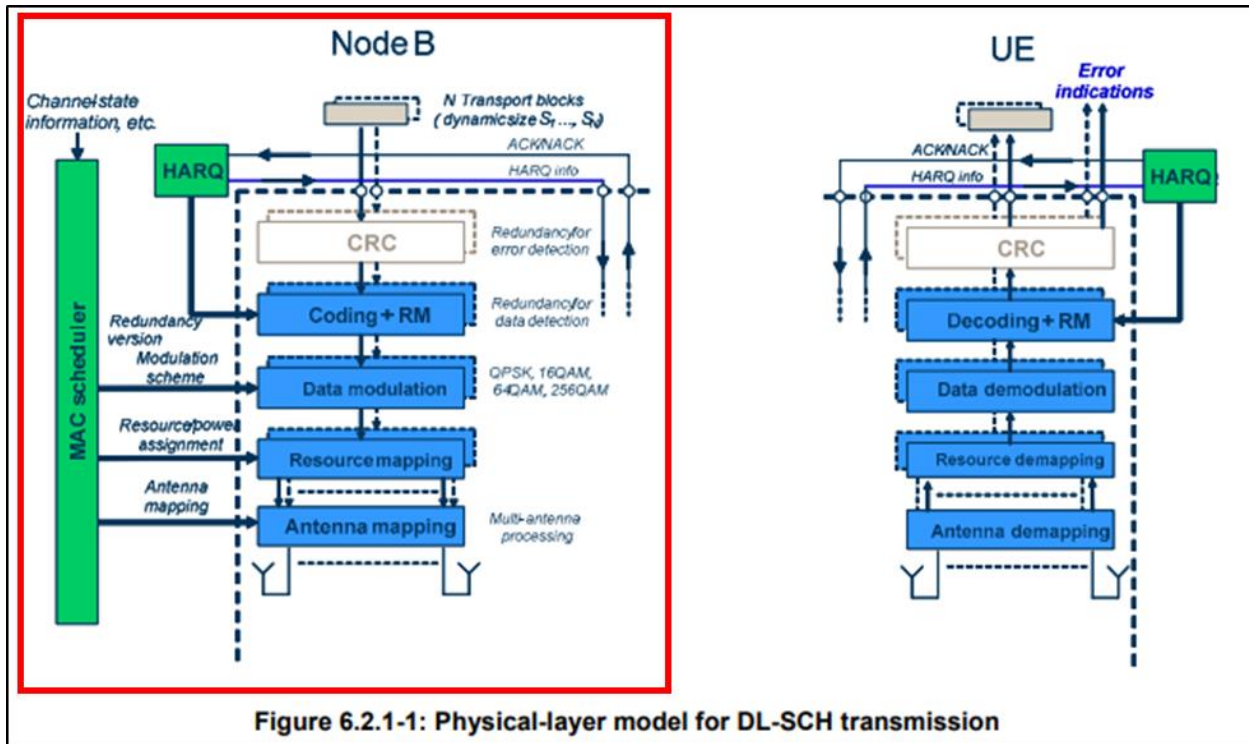 Node B
Channel-state
information, etc.
N Transport blocks
(dynamic size S1 ..., SN)
ACK/NACK
HARQ
HARQ info
CRC
Redundancy for
error detection
Coding + RM
Redundancy for
data detection
Redundancy
version
Modulation
scheme
Data modulation
QPSK, 16QAM,
64QAM, 256QAM
MAC scheduler
Resource/power
assignment
Resource mapping
Antenna
mapping
Antenna mapping
Multi-antenna
processing
UE
Error
indications
ACK/NACK
HARQ info
HARQ
CRC
Decoding + RM
Data demodulation
Resource demapping
Antenna demapping
Figure 6.2.1-1: Physical-layer model for DL-SCH transmission